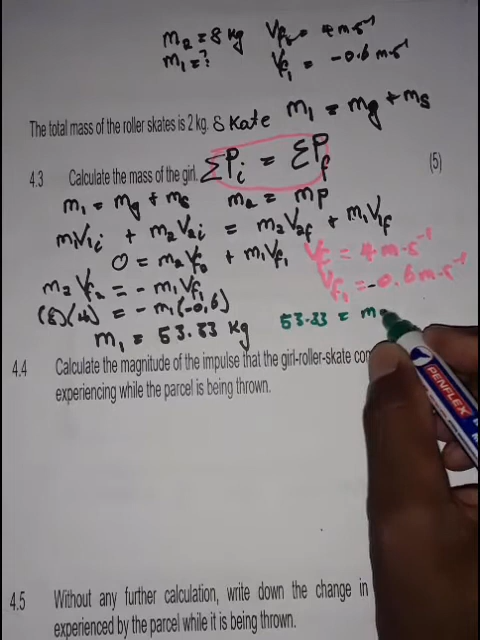 m₂ = 8 kg   Vf₂ = 4 m·s⁻¹
m₁ = ?   Vf₁ = -0.6 m·s⁻¹
The total mass of the roller skates is 2 kg. Skate   m₁ = mg + ms
4.3 Calculate the mass of the girl.   ΣPi = ΣPf   (5)
m₁ = mg + ms   m₂ = mp
m₁V₁i + m₂V₂i = m₂V₂f + m₁V₁f
0 = m₂Vf₂ + m₁Vf₁   Vf = 4 m·s⁻¹
m₂Vf₂ = - m₁Vf₁   Vf₁ = -0.6 m·s⁻¹
(8)(4) = - m₁(-0,6)
m₁ = 53.33 kg   53.33 = m
4.4 Calculate the magnitude of the impulse that the girl-roller-skate
experiencing while the parcel is being thrown.
PENFLEX
4.5 Without any further calculation, write down the change in
experienced by the parcel while it is being thrown.